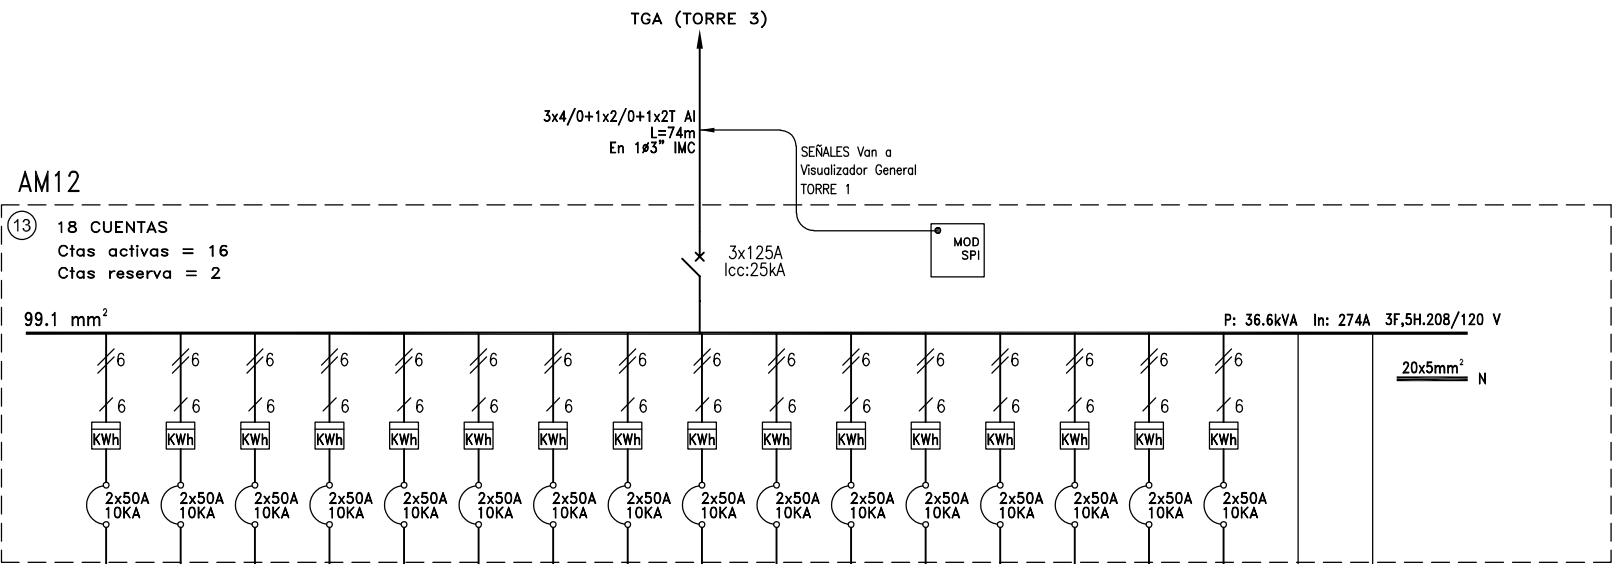 TGA (TORRE 3)
3x4/0+1x2/0+1x2T Al
L=74m
En 1ø3" IMC
SEÑALES Van a
Visualizador General
TORRE 1
AM12
13
18 CUENTAS
Ctas activas = 16
Ctas reserva = 2
MOD
SPI
3x125A
Icc:25kA
99.1 mm²
P: 36.6kVA In: 274A 3F,5H.208/120 V
6 6 6 6 6 6 6 6 6 6 6 6 6 6 6 6
20x5mm²
N
6 6 6 6 6 6 6 6 6 6 6 6 6 6 6 6
KWh KWh KWh KWh KWh KWh KWh KWh KWh KWh KWh KWh KWh KWh KWh KWh
2x50A 2x50A 2x50A 2x50A 2x50A 2x50A 2x50A 2x50A 2x50A 2x50A 2x50A 2x50A 2x50A 2x50A 2x50A 2x50A
10KA 10KA 10KA 10KA 10KA 10KA 10KA 10KA 10KA 10KA 10KA 10KA 10KA 10KA 10KA 10KA